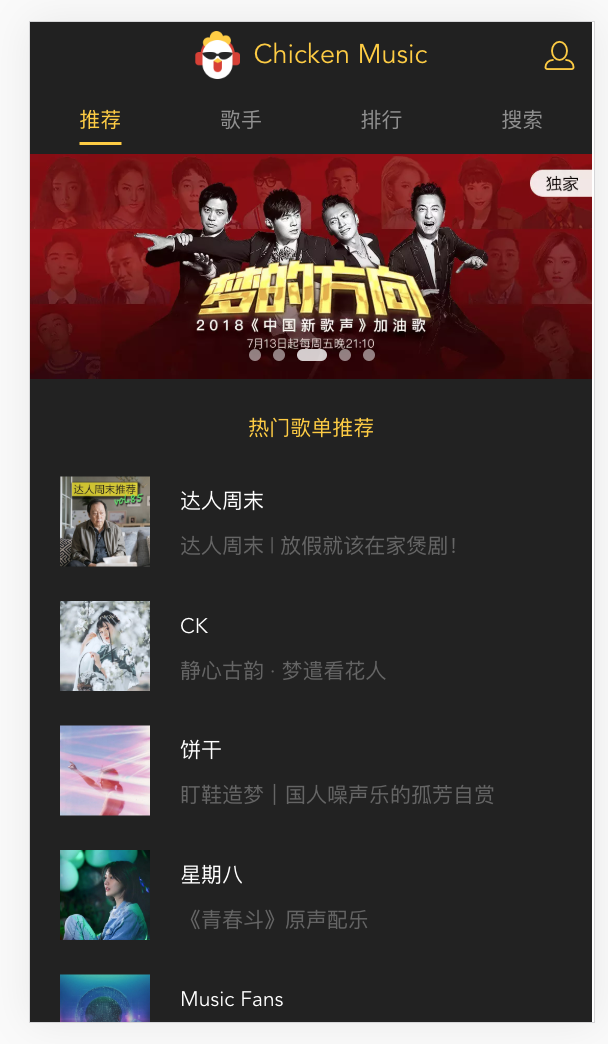 Chicken Music
推荐
歌手
排行
搜索
独家
梦的方向
2018《中国新歌声》加油歌
7月13日起每周五晚21:10
热门歌单推荐
达人周末推荐
vol.85
达人周末
达人周末 | 放假就该在家煲剧！
CK
静心古韵 · 梦遣看花人
饼干
盯鞋造梦｜国人噪声乐的孤芳自赏
星期八
《青春斗》原声配乐
Music Fans